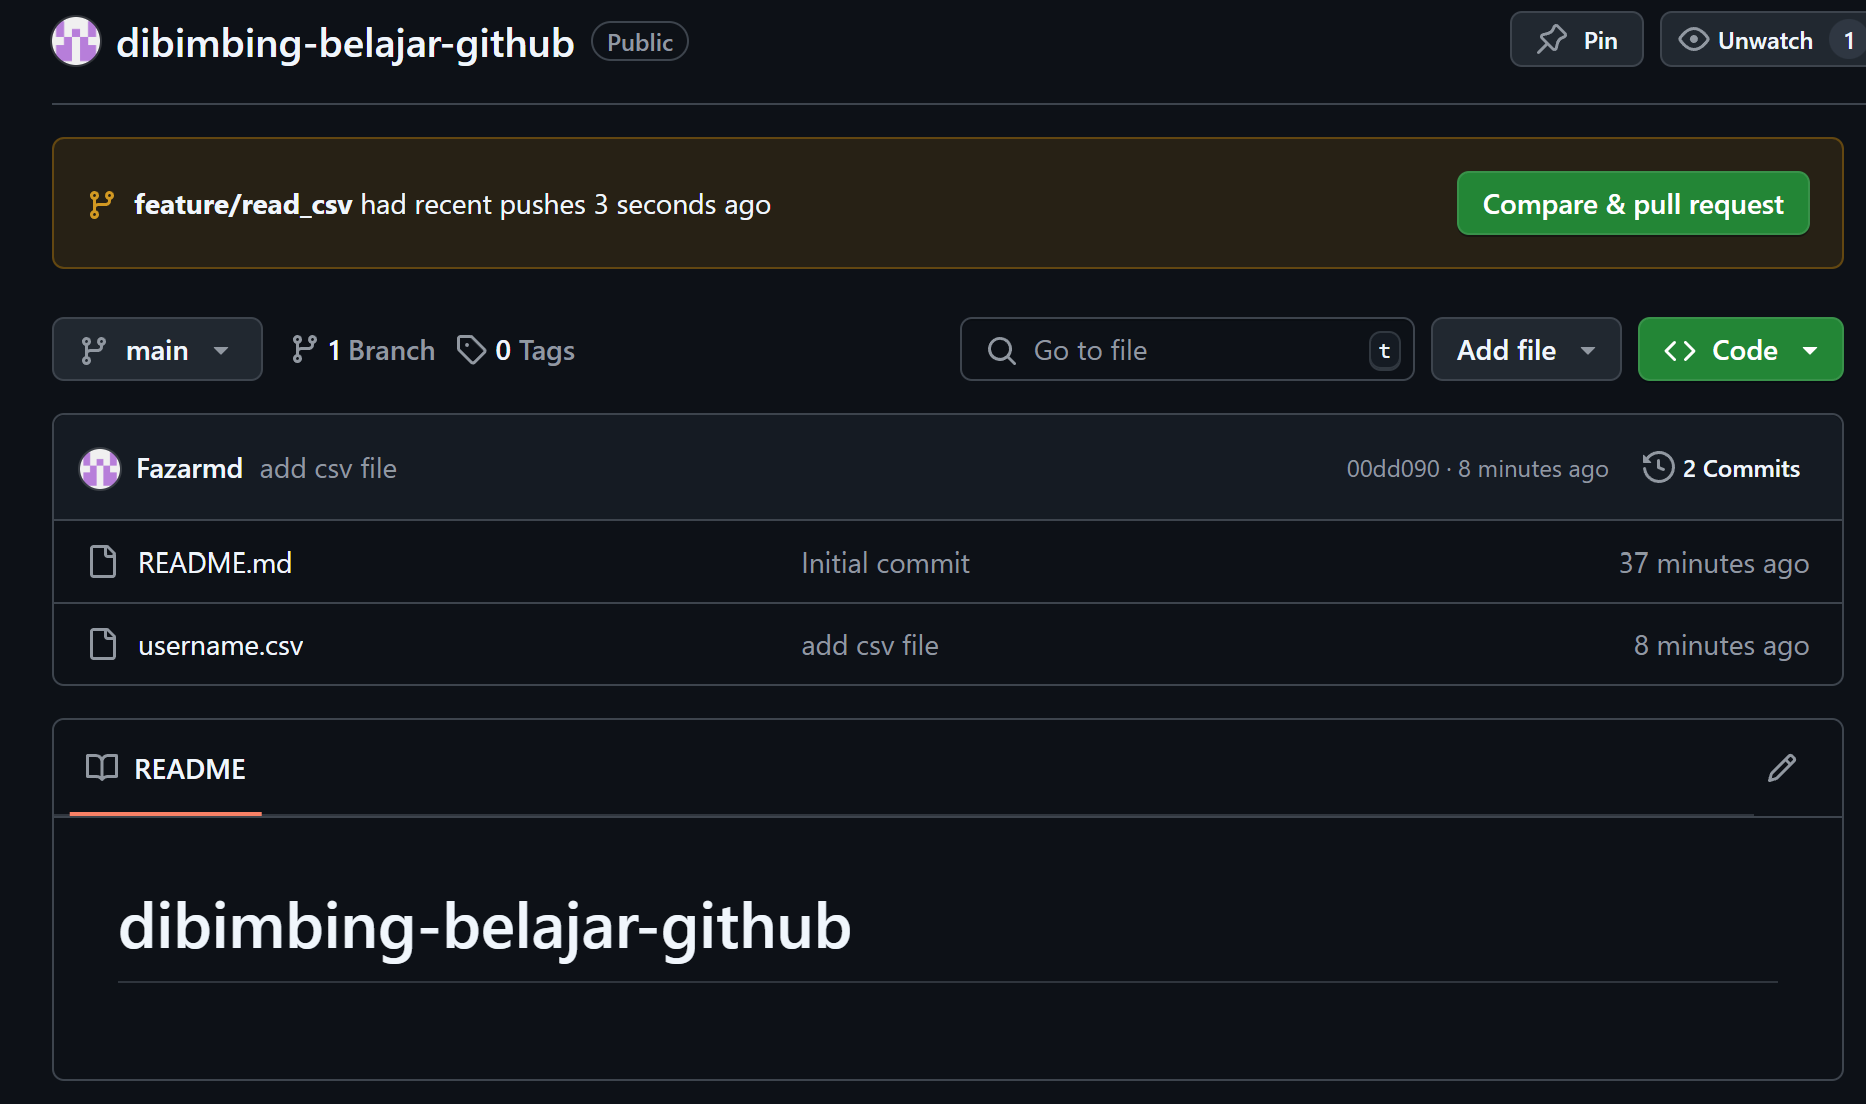 dibimbing-belajar-github Public Pin Unwatch 1
feature/read_csv had recent pushes 3 seconds ago Compare & pull request
main 1 Branch 0 Tags Go to file t Add file Code
Fazarmd add csv file 00dd090 · 8 minutes ago 2 Commits
README.md Initial commit 37 minutes ago
username.csv add csv file 8 minutes ago
README
dibimbing-belajar-github